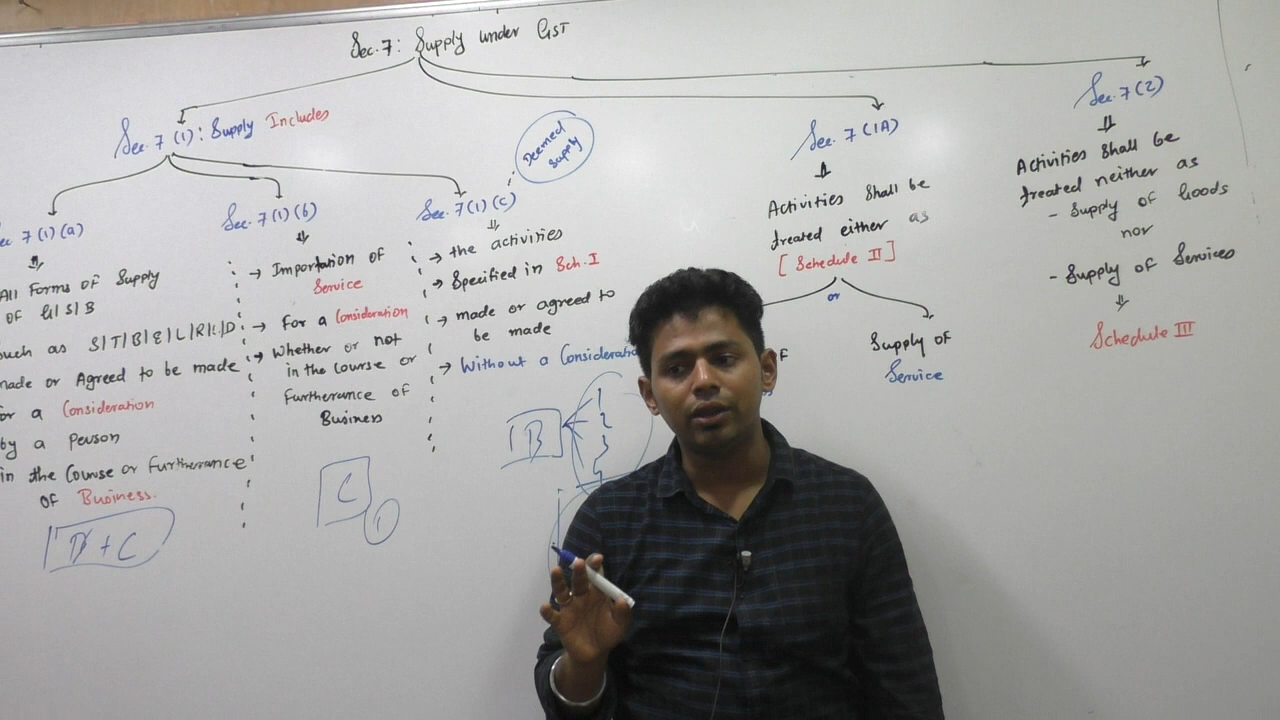 Sec. 7 : Supply under GST
Sec. 7 (1) : Supply Includes
Deemed
Supply
Sec. 7 (1A)
Sec. 7 (2)
7 (1) (a)
All Forms of Supply
of G/S/B
such as S/T/B/E/L/R/L/D
made or Agreed to be made
for a Consideration
by a person
in the Course or Furtherance
of Business.
B + C
Sec. 7 (1) (b)
→ Importation of
Service
→ For a Consideration
→ Whether or not
in the course or
Furtherance of
Business
C
1
Sec. 7 (1) (c)
→ the activities
→ Specified in Sch. I
→ made or agreed to
be made
→ Without a Consideration
B
1
2
3
4
Activities Shall be
treated either as
[ Schedule II ]
or
Supply of
Service
Activities Shall be
treated neither as
- Supply of Goods
nor
- Supply of Services
Schedule III